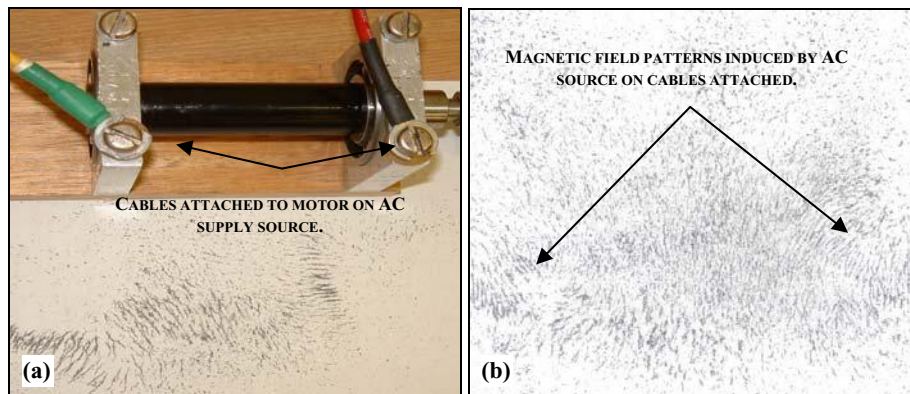 CABLES ATTACHED TO MOTOR ON AC
SUPPLY SOURCE.
(a)
MAGNETIC FIELD PATTERNS INDUCED BY AC
SOURCE ON CABLES ATTACHED.
(b)